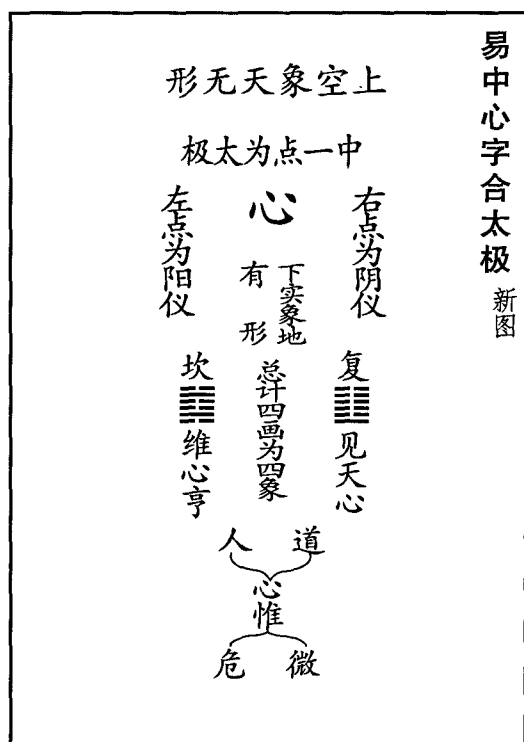 易中心字合太极
新图
上空象天无形
中一点为太极
心
右点为阴仪
左点为阳仪
下实象地
有形
总计四画为四象
复
见天心
坎
维心亨
道 人
心惟
微 危